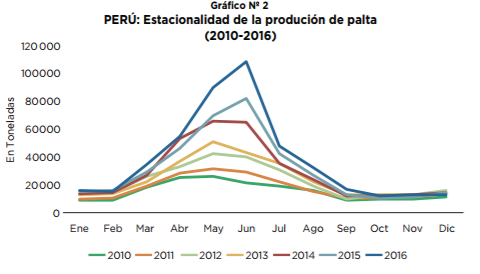 Gráfico Nº 2
PERÚ: Estacionalidad de la produción de palta
(2010-2016)
En Toneladas
120 000
100000
80000
60000
40000
20000
0
Ene Feb Mar Abr May Jun Jul Ago Sep Oct Nov Dic
2010 2011 2012 2013 2014 2015 2016